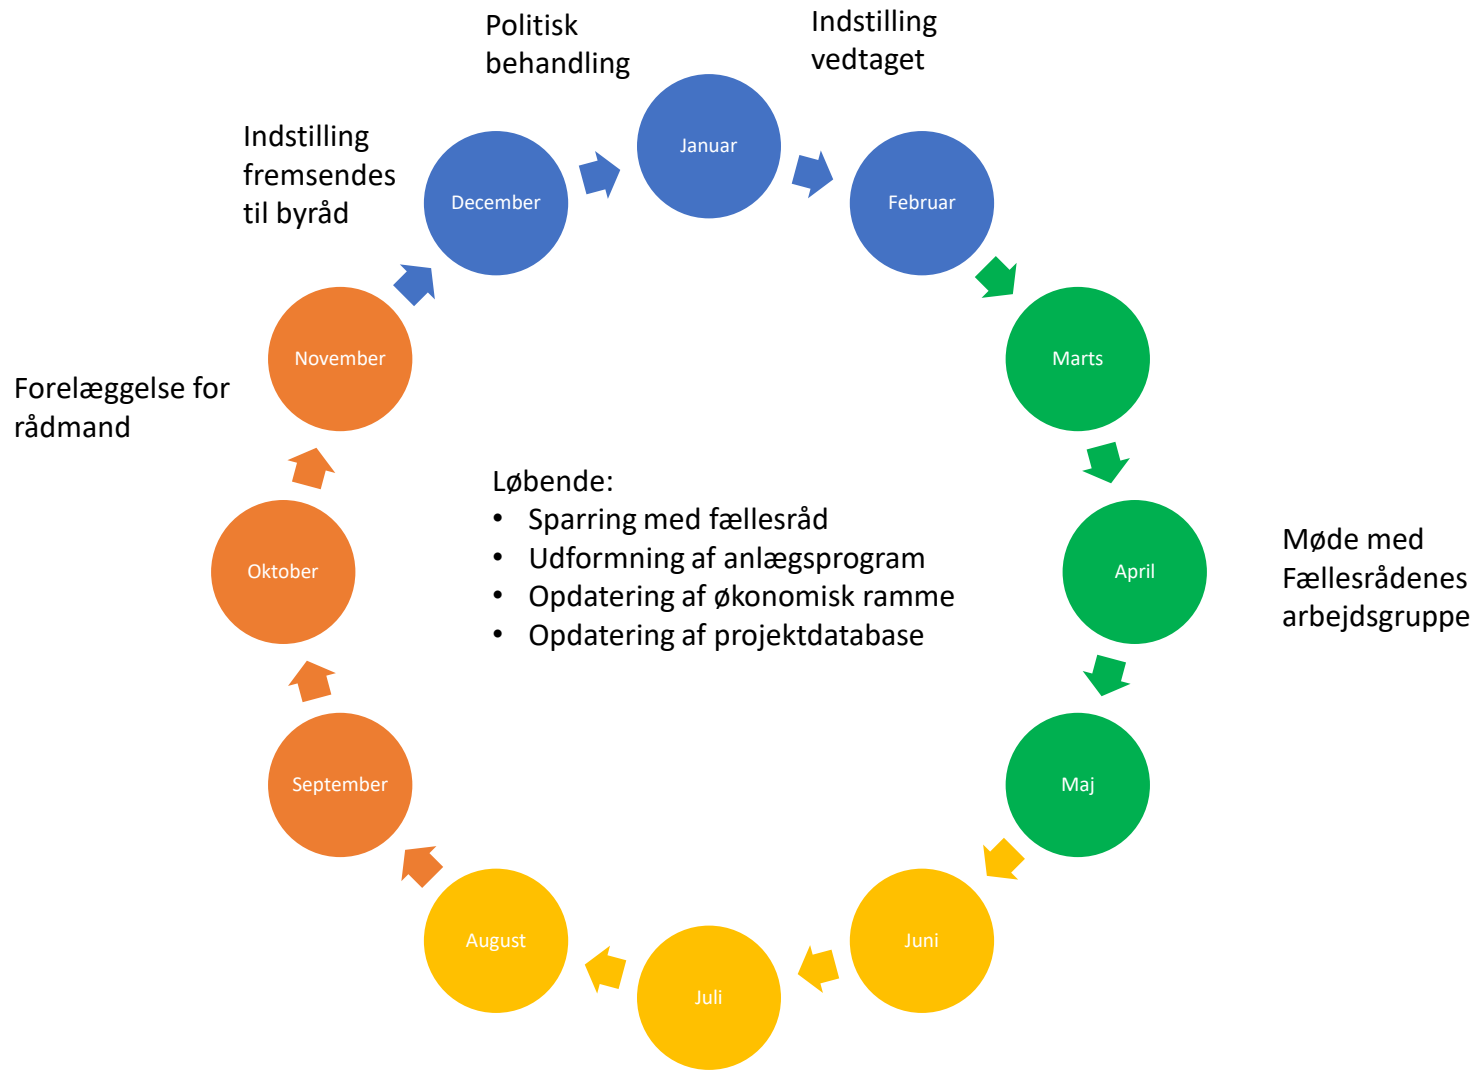 Politisk
behandling
Indstilling
vedtaget
Indstilling
fremsendes
til byråd
Januar
December
Februar
November
Marts
Forelæggelse for
rådmand
Løbende:
• Sparring med fællesråd
• Udformning af anlægsprogram
• Opdatering af økonomisk ramme
• Opdatering af projektdatabase
Oktober
April
Møde med
Fællesrådenes
arbejdsgruppe
September
Maj
August
Juni
Juli